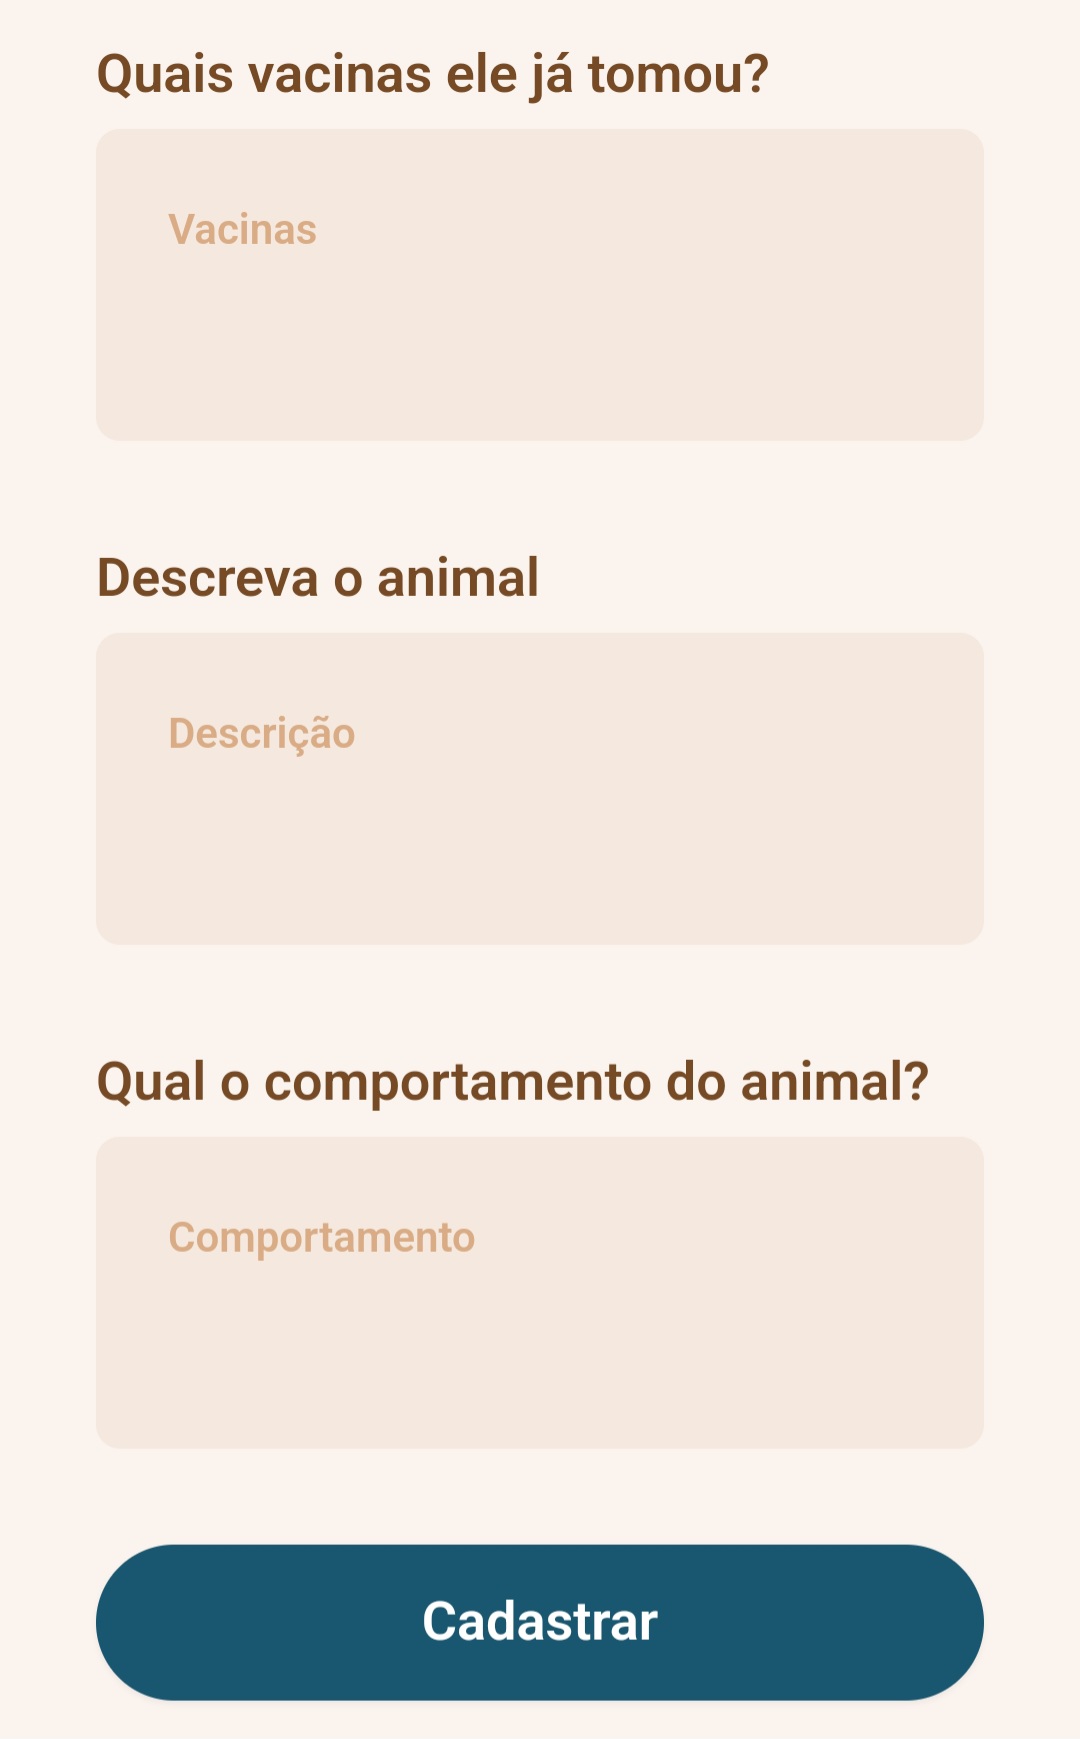 Quais vacinas ele já tomou?
Vacinas
Descreva o animal
Descrição
Qual o comportamento do animal?
Comportamento
Cadastrar